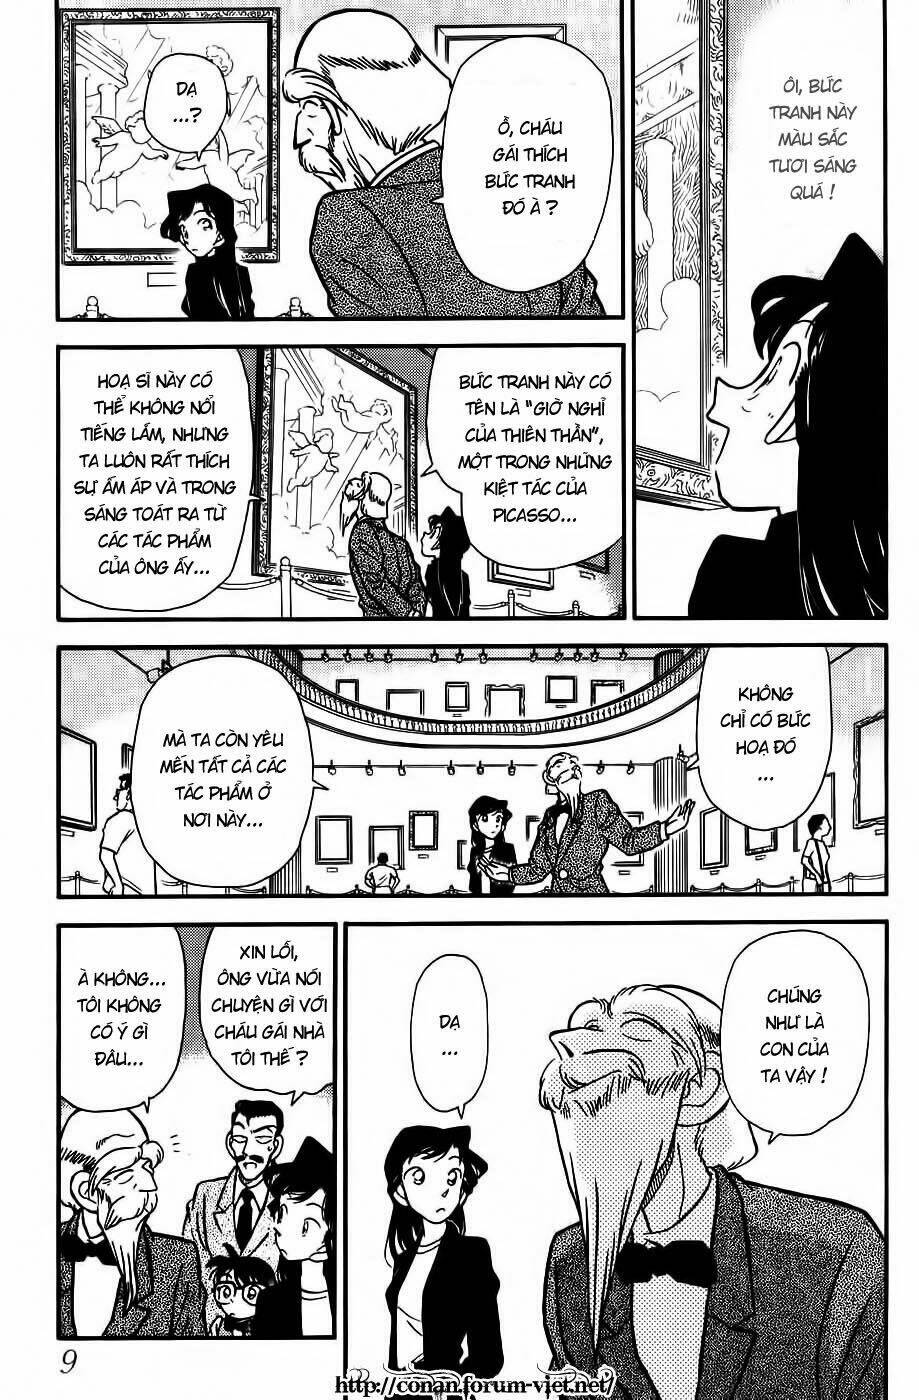 ÔI, BỨC
TRANH NÀY
MÀU SẮC
TƯƠI SÁNG
QUÁ !
Ồ, CHÁU
GÁI THÍCH
BỨC TRANH
ĐÓ À ?
DẠ
...?
BỨC TRANH NÀY CÓ
TÊN LÀ "GIỜ NGHỈ
CỦA THIÊN THẦN",
MỘT TRONG NHỮNG
KIỆT TÁC CỦA
PICASSO...
HOẠ SĨ NÀY CÓ
THỂ KHÔNG NỔI
TIẾNG LẮM, NHƯNG
TA LUÔN RẤT THÍCH
SỰ ẤM ÁP VÀ TRONG
SÁNG TOÁT RA TỪ
CÁC TÁC PHẨM
CỦA ÔNG ẤY...
KHÔNG
CHỈ CÓ BỨC
HOẠ ĐÓ
...
MÀ TA CÒN YÊU
MẾN TẤT CẢ CÁC
TÁC PHẨM Ở
NƠI NÀY...
CHÚNG
NHƯ LÀ
CON CỦA
TA VẬY !
DẠ
...
XIN LỖI,
ÔNG VỪA NÓI
CHUYỆN GÌ VỚI
CHÁU GÁI NHÀ
TÔI THẾ ?
À KHÔNG...
TÔI KHÔNG
CÓ Ý GÌ
ĐÂU...
9
http://conan.forum-viet.net/